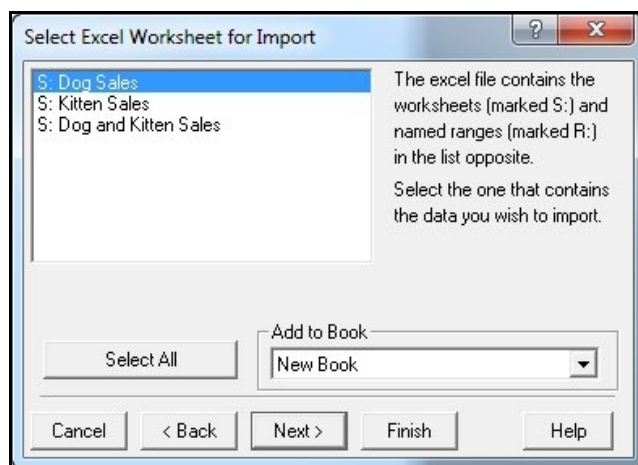 Select Excel Worksheet for Import
S: Dog Sales
S: Kitten Sales
S: Dog and Kitten Sales
The excel file contains the
worksheets (marked S:) and
named ranges (marked R:)
in the list opposite.
Select the one that contains
the data you wish to import.
Select All
Add to Book
New Book
Cancel
< Back
Next >
Finish
Help